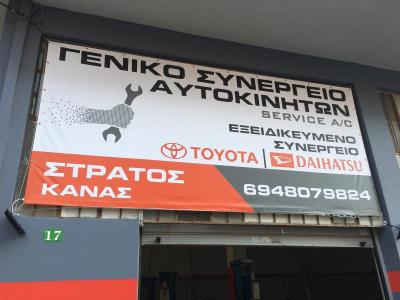 ΓΕΝΙΚΟ ΣΥΝΕΡΓΕΙΟ
ΑΥΤΟΚΙΝΗΤΩΝ
SERVICE A/C
ΕΞΕΙΔΙΚΕΥΜΕΝΟ
ΣΥΝΕΡΓΕΙΟ
TOYOTA DAIHATSU
ΣΤΡΑΤΟΣ
ΚΑΝΑΣ
6948079824
17